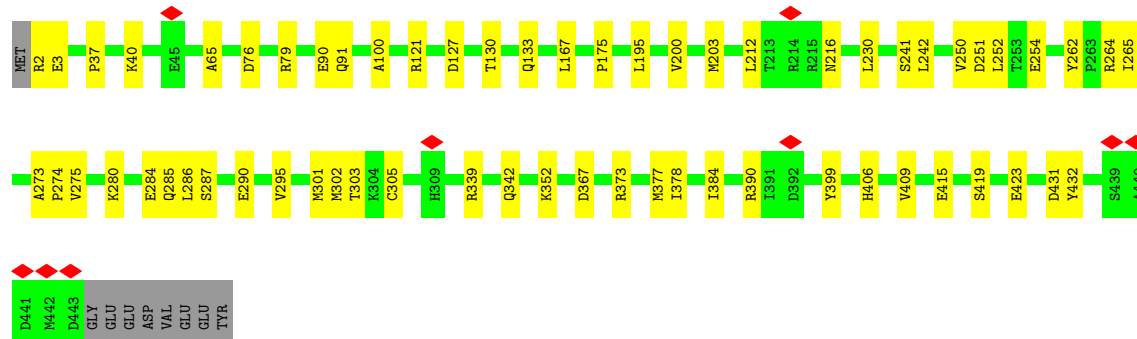 MET R2 E3 P37 K40 E45 A65 D76 R79 E90 Q91 A100 R121 D127 T130 Q133 L167 P175 L195 V200 M203 L212 T213 R214 R215 N216 L230 S241 L242 V250 D251 L252 T253 E254 Y262 P263 R264 I265
A273 P274 V275 K280 E284 Q285 L286 S287 E290 V295 M301 M302 T303 K304 C305 H309 R339 Q342 K352 D367 R373 M377 I378 I384 R390 I391 D392 Y399 H406 V409 E415 S419 E423 D431 Y432 S439
D441 M442 D443 GLY GLU GLU ASP VAL GLU GLU TYR